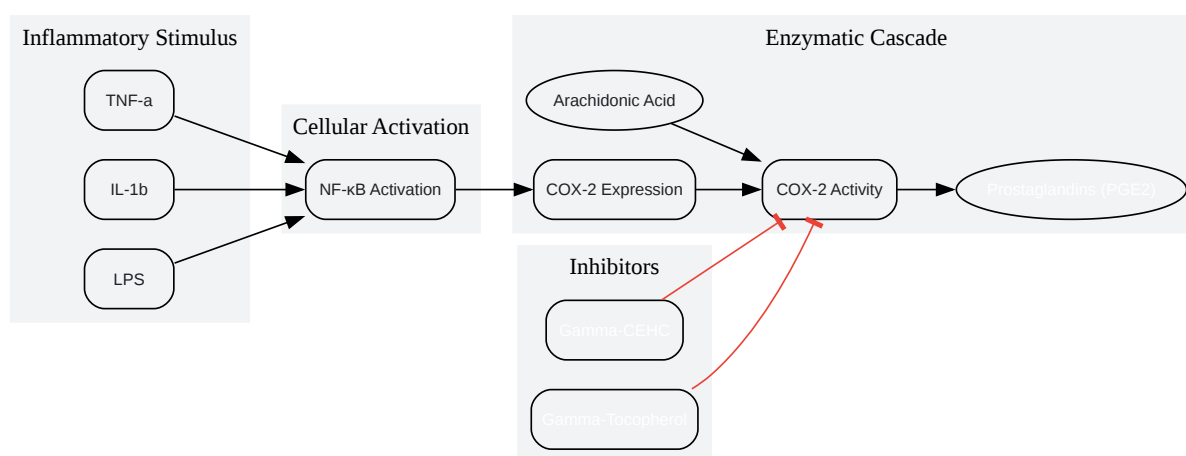 Inflammatory Stimulus
TNF-a
IL-1b
LPS
Cellular Activation
NF-κB Activation
Enzymatic Cascade
Arachidonic Acid
COX-2 Expression
COX-2 Activity
Prostaglandins (PGE2)
Inhibitors
Gamma-CEHC
Gamma-Tocopherol